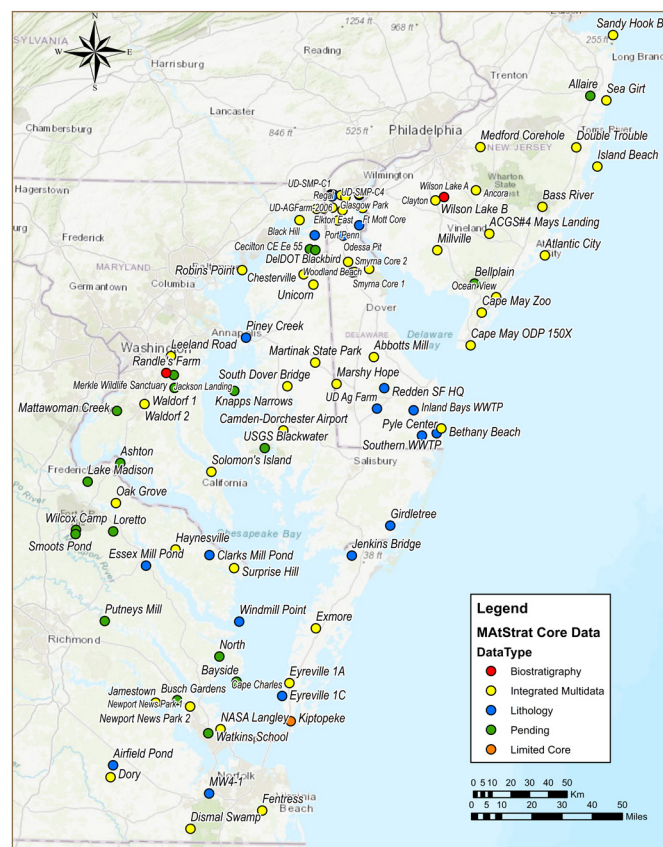 Sandy Hook B
1254 ft
968 ft
255 ft
SYLVANIA
N
W
E
S
Reading
Long Branc
Harrisburg
Trenton
Allaire
Sea Girt
Lancaster
846 ft
525 ft
Philadelphia
Toms River
Chambersburg
Medford Corehole
Double Trouble
NEW JERSEY
Island Beach
Wilmington
Hagerstown
UD-SMP-C1
UD-SMP-C4
Wilson Lake A
Wharton
State
Regal
Clayton
Ancora
UD-AGFarm-2006
Glasgow Park
Wilson Lake B
Bass River
Elkton East
Ft Mott Core
Vineland
ACGS#4 Mays Landing
Frederick
Black Hill
Port Penn
Millville
Atlantic City
Cecilton CE Ee 55
Odessa Pit
MARYLAND
DelDOT Blackbird
Smyrna Core 2
Robins Point
Chesterville
Woodland Beach
Bellplain
Germantown
Columbia
Unicorn
Smyrna Core 1
Ocean View
Dover
Cape May Zoo
Annapolis
Piney Creek
DELAWARE
Delaware
Bay
Washington
Leeland Road
Abbotts Mill
Cape May ODP 150X
Randle's Farm
Martinak State Park
Merkle Wildlife Sanctuary
Jackson Landing
South Dover Bridge
Marshy Hope
Redden SF HQ
Mattawoman Creek
Waldorf 1
Knapps Narrows
UD Ag Farm
Inland Bays WWTP
Waldorf 2
Camden-Dorchester Airport
Pyle Center
Bethany Beach
USGS Blackwater
Southern WWTP
Ashton
Salisbury
Frederic
Lake Madison
Solomon's Island
California
Oak Grove
Wilcox Camp
Loretto
Girdletree
Smoots Pond
Haynesville
Chesapeake Bay
Essex Mill Pond
Clarks Mill Pond
Jenkins Bridge
38 ft
Surprise Hill
Putneys Mill
Windmill Point
Exmore
Richmond
North
Bayside
Cape Charles
Eyreville 1A
Jamestown
Busch Gardens
Eyreville 1C
Newport News Park 1
Newport News Park 2
NASA Langley
Kiptopeke
Watkins School
Airfield Pond
Dory
Norfolk
MW4-1
Fentress
Virginia
Beach
Dismal Swamp
Legend
MAtStrat Core Data
DataType
Biostratigraphy
Integrated Multidata
Lithology
Pending
Limited Core
0 5 10 20 30 40 50
Km
0 5 10 20 30 40 50
Miles